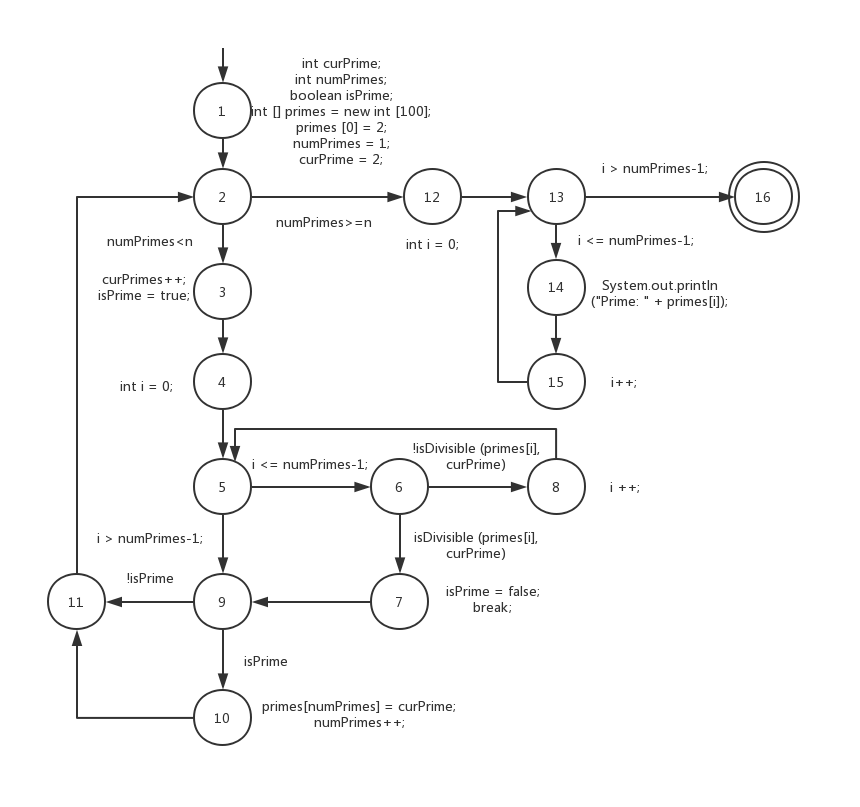 int curPrime;
int numPrimes;
boolean isPrime;
1
int [] primes = new int [100];
primes [0] = 2;
numPrimes = 1;
curPrime = 2;
i > numPrimes-1;
2
12
13
16
numPrimes>=n
numPrimes<n
int i = 0;
i <= numPrimes-1;
curPrimes++;
isPrime = true;
3
14
System.out.println
("Prime: " + primes[i]);
int i = 0;
4
15
i++;
!isDivisible (primes[i],
curPrime)
i <= numPrimes-1;
5
6
8
i ++;
i > numPrimes-1;
isDivisible (primes[i],
curPrime)
!isPrime
11
9
7
isPrime = false;
break;
isPrime
10
primes[numPrimes] = curPrime;
numPrimes++;